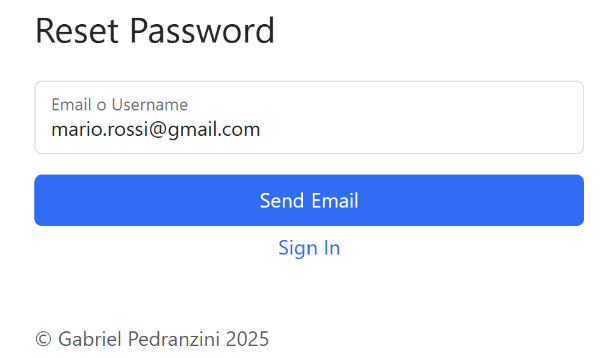 Reset Password
Email o Username
mario.rossi@gmail.com
Send Email
Sign In
© Gabriel Pedranzini 2025